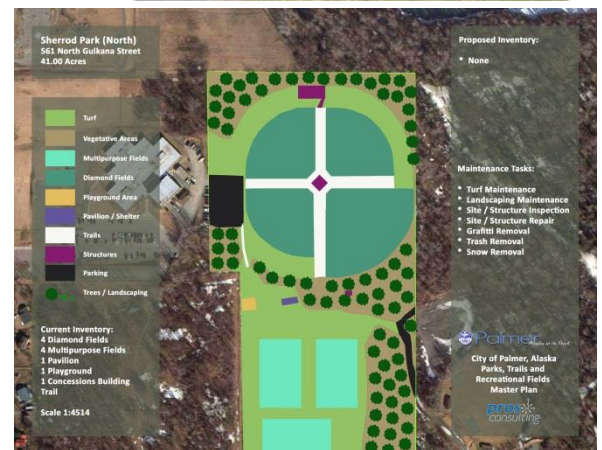 Sherrod Park (North)
561 North Gulkana Street
41.00 Acres
Turf
Vegetative Areas
Multipurpose Fields
Diamond Fields
Playground Area
Pavilion / Shelter
Trails
Structures
Parking
Trees / Landscaping
Current Inventory:
4 Diamond Fields
4 Multipurpose Fields
1 Pavilion
1 Playground
1 Concessions Building
Trail
Scale 1:4514
Proposed Inventory:
* None
Maintenance Tasks:
* Turf Maintenance
* Landscaping Maintenance
* Site / Structure Inspection
* Site / Structure Repair
* Grafitti Removal
* Trash Removal
* Snow Removal
Palmer
City of Palmer, Alaska
Parks, Trails and
Recreational Fields
Master Plan
pros
consulting